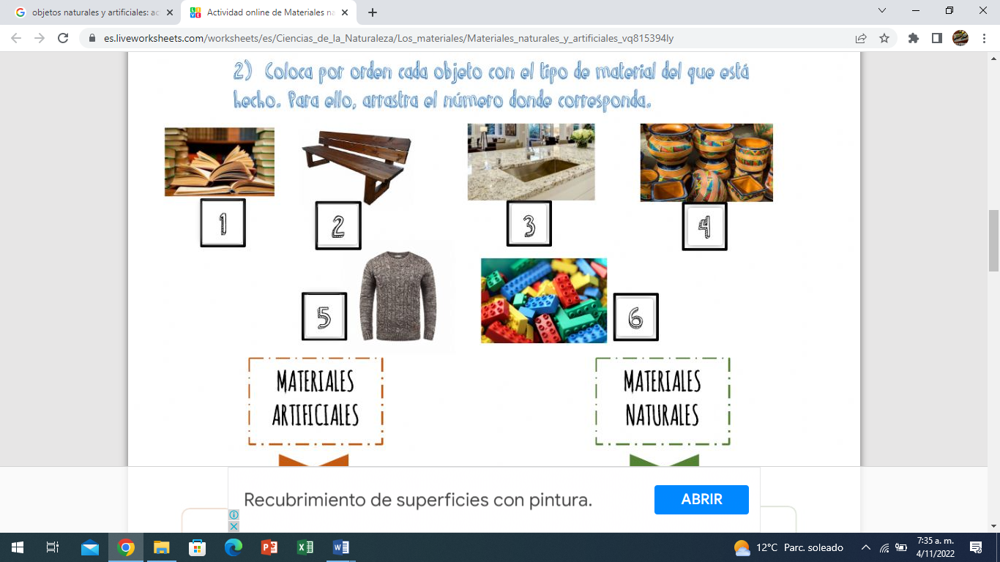 objetos naturales y artificiales: ac
Actividad online de Materiales na
es.liveworksheets.com/worksheets/es/Ciencias_de_la_Naturaleza/Los_materiales/Materiales_naturales_y_artificiales_vq815394ly
2) Coloca por orden cada objeto con el tipo de material del que está
hecho. Para ello, arrastra el número donde corresponda.
1
2
3
4
5
6
MATERIALES
ARTIFICIALES
MATERIALES
NATURALES
Recubrimiento de superficies con pintura.
ABRIR
12°C Parc. soleado
7:35 a. m.
4/11/2022